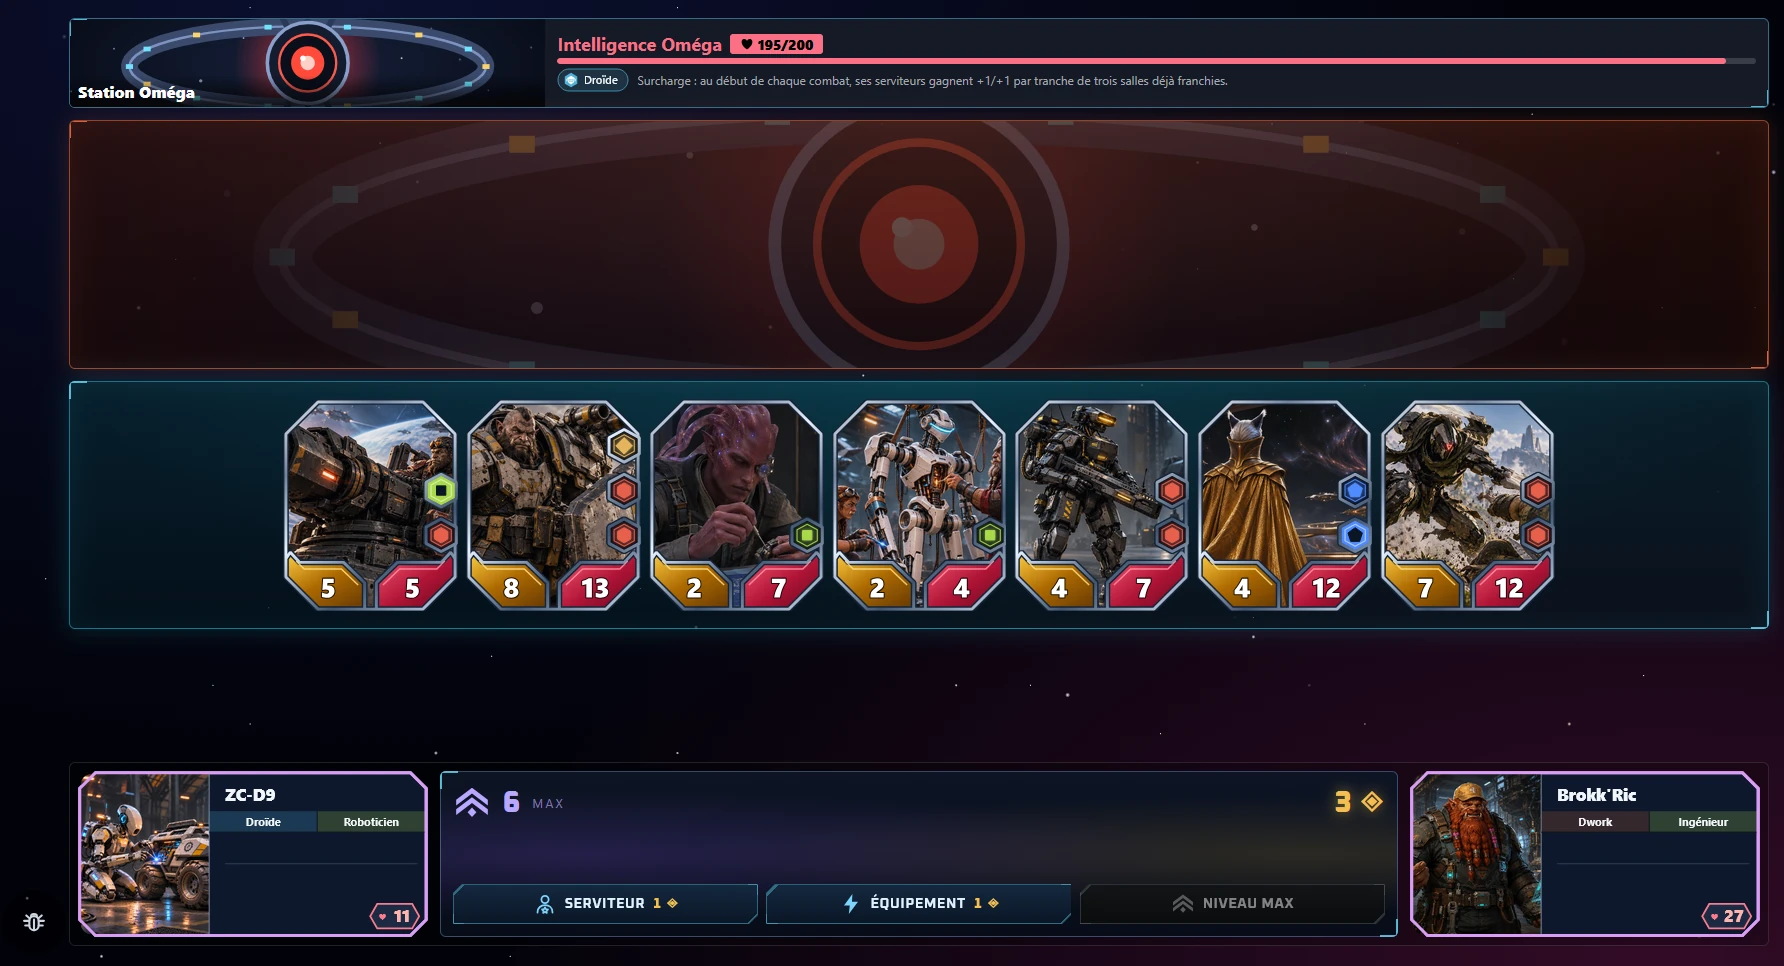 Station Oméga
Intelligence Oméga ♥ 195/200
Droïde Surcharge : au début de chaque combat, ses serviteurs gagnent +1/+1 par tranche de trois salles déjà franchies.
5 5 8 13 2 7 2 4 4 7 4 12 7 12
ZC-D9
Droïde Roboticien
11
6 MAX 3
SERVITEUR 1 ÉQUIPEMENT 1 NIVEAU MAX
Brokk'Ric
Dwork Ingénieur
27